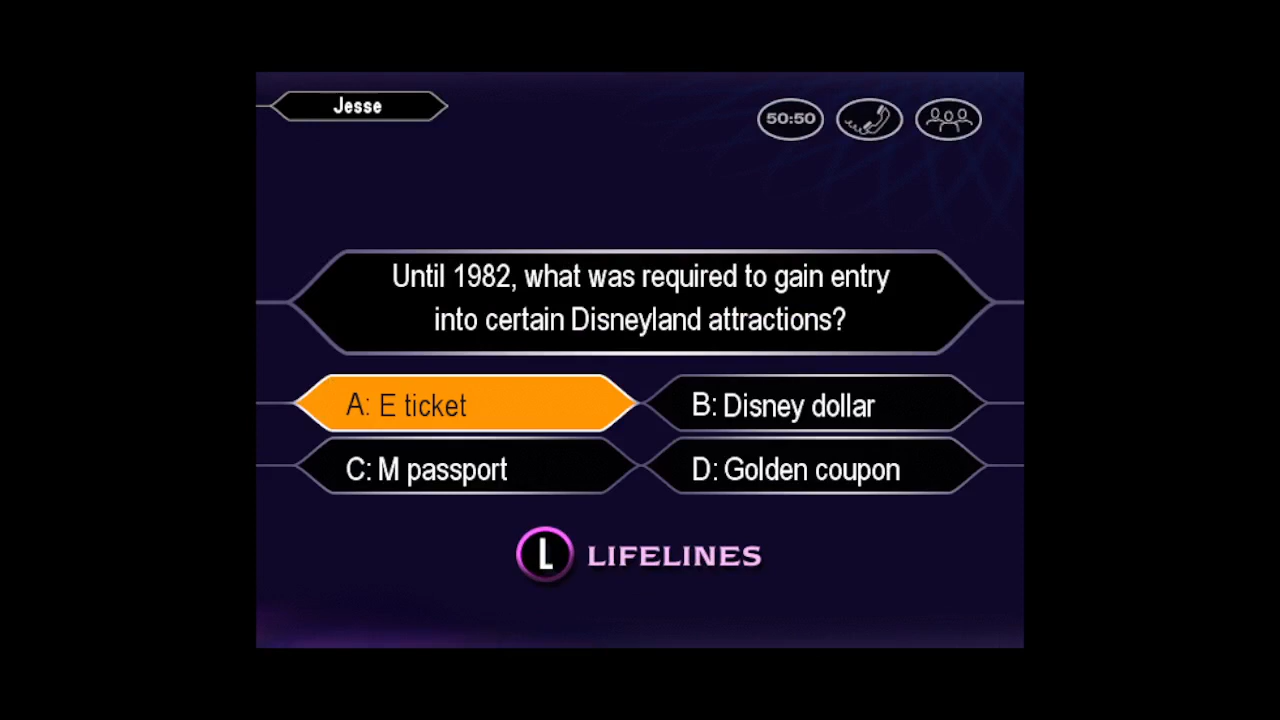 Jesse
50:50
Until 1982, what was required to gain entry
into certain Disneyland attractions?
A: E ticket
B: Disney dollar
C: M passport
D: Golden coupon
L LIFELINES